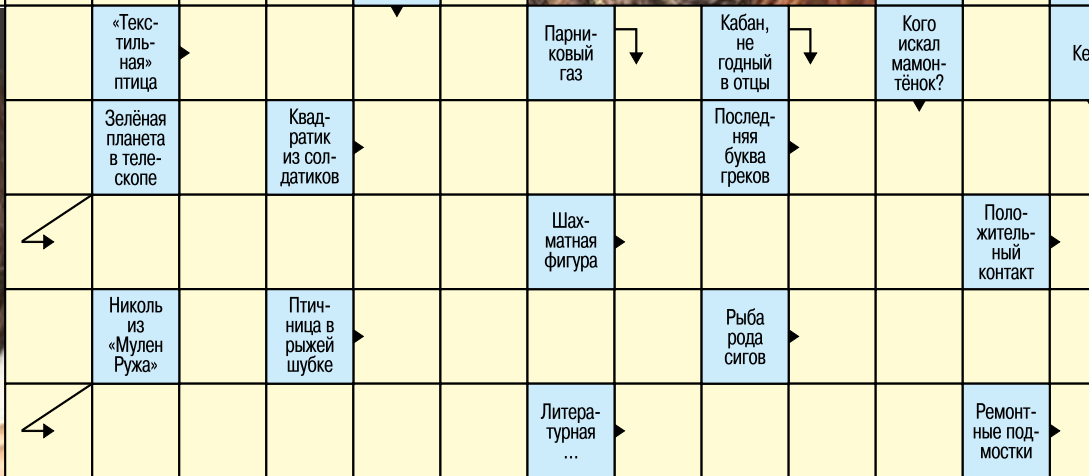 «Текс-
тиль-
ная»
птица
Парни-
ковый
газ
Кабан,
не
годный
в отцы
Кого
искал
мамон-
тёнок?
Ке
Зелёная
планета
в теле-
скопе
Квад-
ратик
из сол-
датиков
Послед-
няя
буква
греков
Шах-
матная
фигура
Поло-
житель-
ный
контакт
Николь
из
«Мулен
Ружа»
Птич-
ница в
рыжей
шубке
Рыба
рода
сигов
Литера-
турная
...
Ремонт-
ные под-
мостки